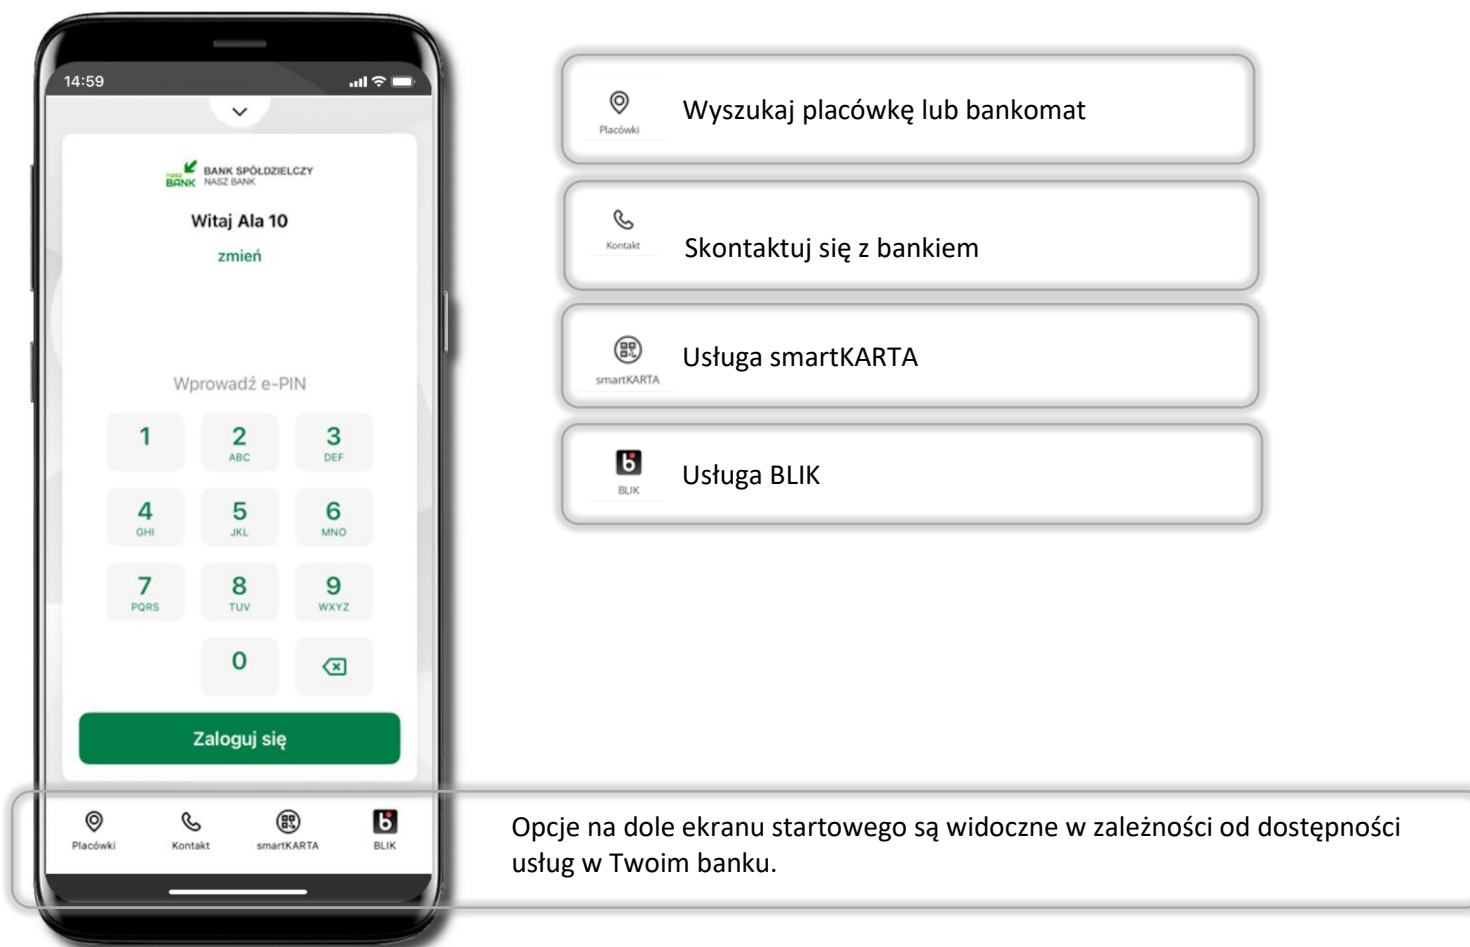 14:59
nasz BANK
BANK SPÓŁDZIELCZY
NASZ BANK
Witaj Ala 10
zmień
Wprowadź e-PIN
1
2
3
ABC
DEF
4
5
6
GHI
JKL
MNO
7
8
9
PQRS
TUV
WXYZ
0
Zaloguj się
Placówki
Kontakt
smartKARTA
BLIK
Placówki
Wyszukaj placówkę lub bankomat
Kontakt
Skontaktuj się z bankiem
smartKARTA
Usługa smartKARTA
BLIK
Usługa BLIK
Opcje na dole ekranu startowego są widoczne w zależności od dostępności
usług w Twoim banku.